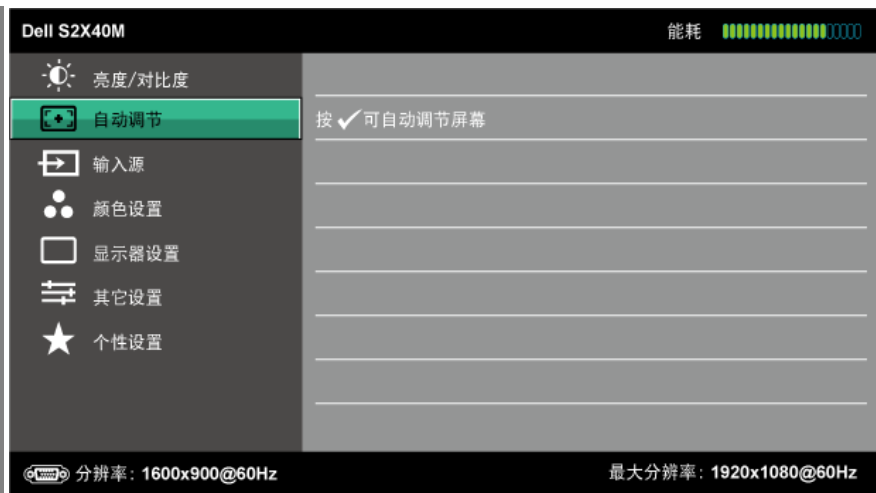 Dell S2X40M 能耗
亮度/对比度
自动调节 按✓可自动调节屏幕
输入源
颜色设置
显示器设置
其它设置
个性设置
分辨率: 1600x900@60Hz 最大分辨率: 1920x1080@60Hz